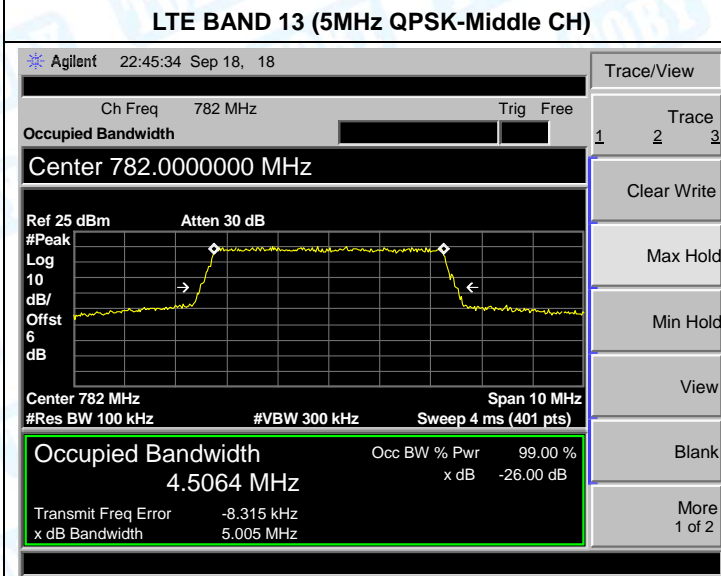 LTE BAND 13 (5MHz QPSK-Middle CH)
Agilent 22:45:34 Sep 18, 18
Trace/View
Ch Freq 782 MHz Trig Free
Occupied Bandwidth
Trace
1 2 3
Center 782.0000000 MHz
Clear Write
Ref 25 dBm Atten 30 dB
#Peak
Log
10
dB/
Offst
6
dB
Max Hold
Min Hold
Center 782 MHz Span 10 MHz
#Res BW 100 kHz #VBW 300 kHz Sweep 4 ms (401 pts)
View
Occupied Bandwidth Occ BW % Pwr 99.00 %
4.5064 MHz x dB -26.00 dB
Blank
Transmit Freq Error -8.315 kHz
x dB Bandwidth 5.005 MHz
More
1 of 2